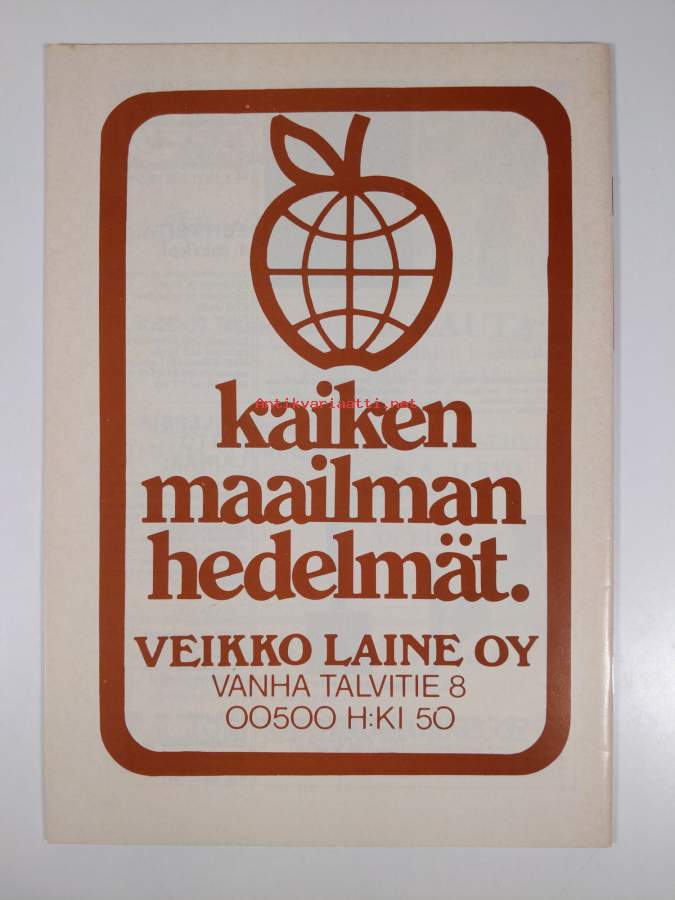 kaiken
Antikvariaatti.net
maailman
hedelmät.
VEIKKO LAINE OY
VANHA TALVITIE 8
00500 H:KI 50